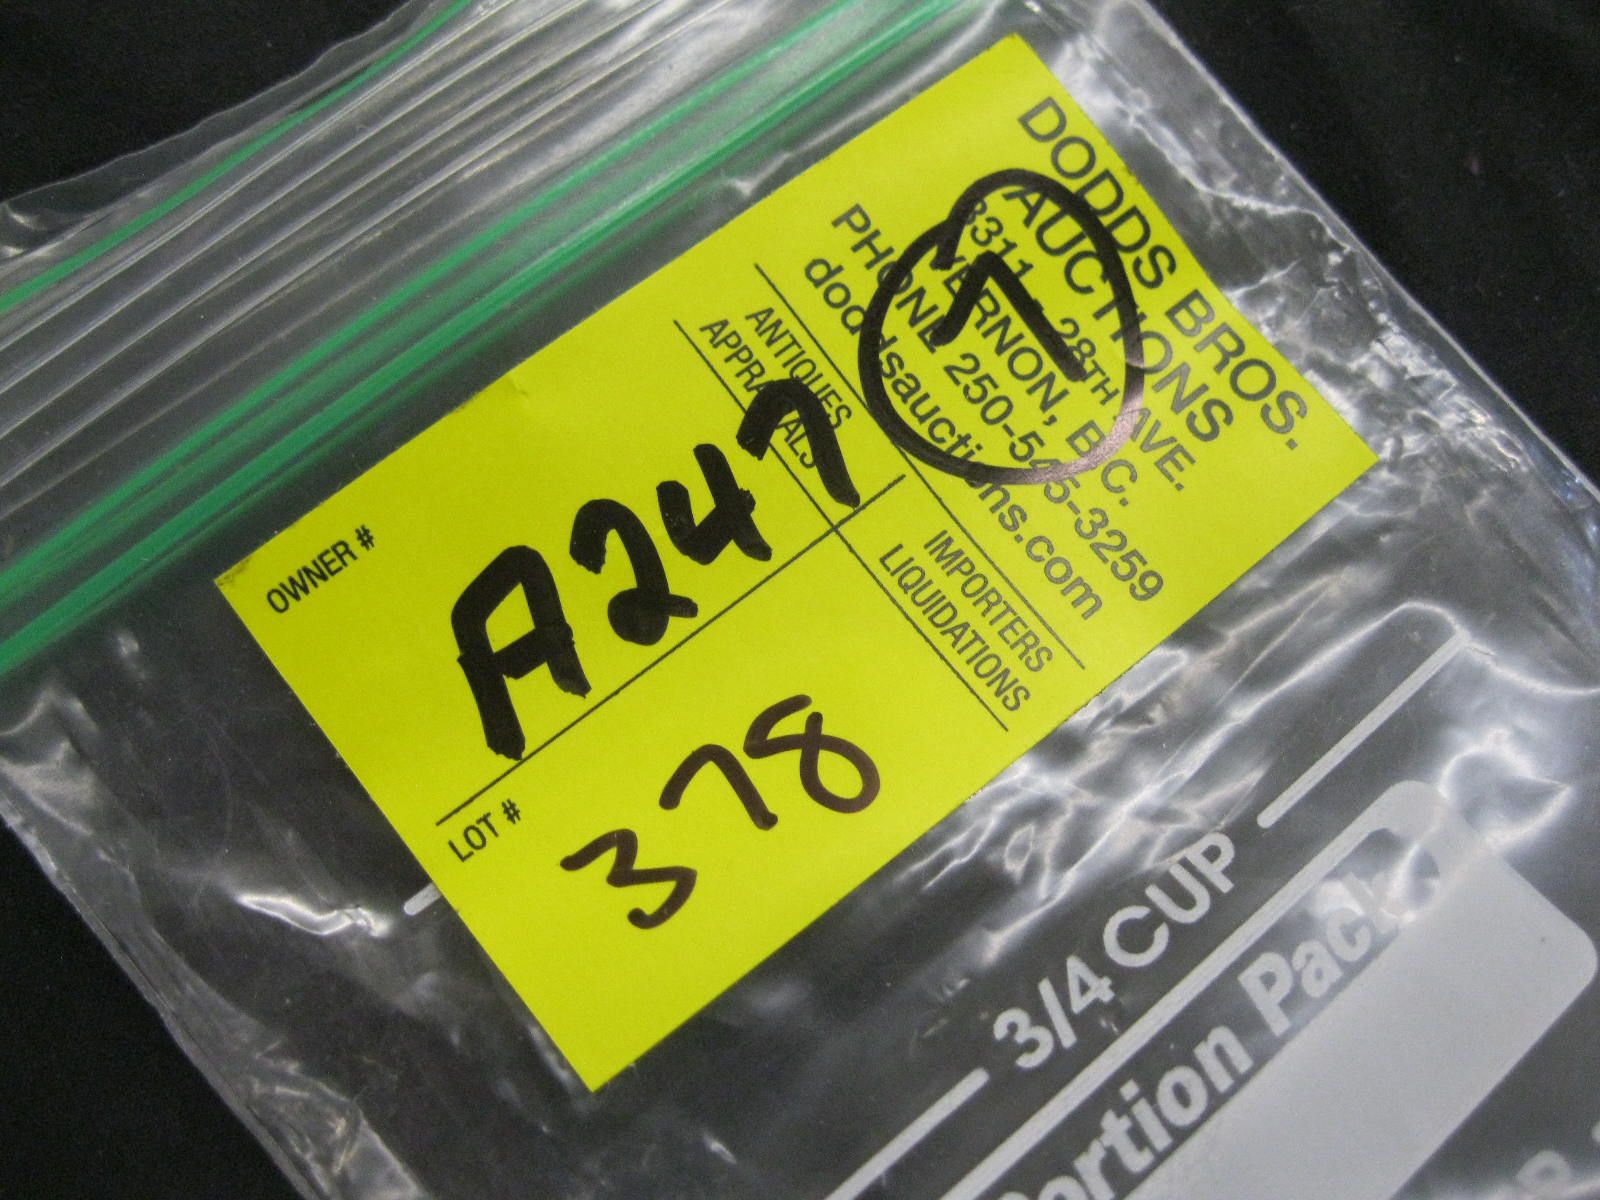 DODDS BROS.
AUCTIONS
3311 - 28TH AVE.
VERNON, B.C.
PHONE 250-545-3259
doddsauctions.com
7
ANTIQUES
APPRAISALS
IMPORTERS
LIQUIDATIONS
OWNER #
A247
LOT #
378
3/4 CUP
Portion Pack